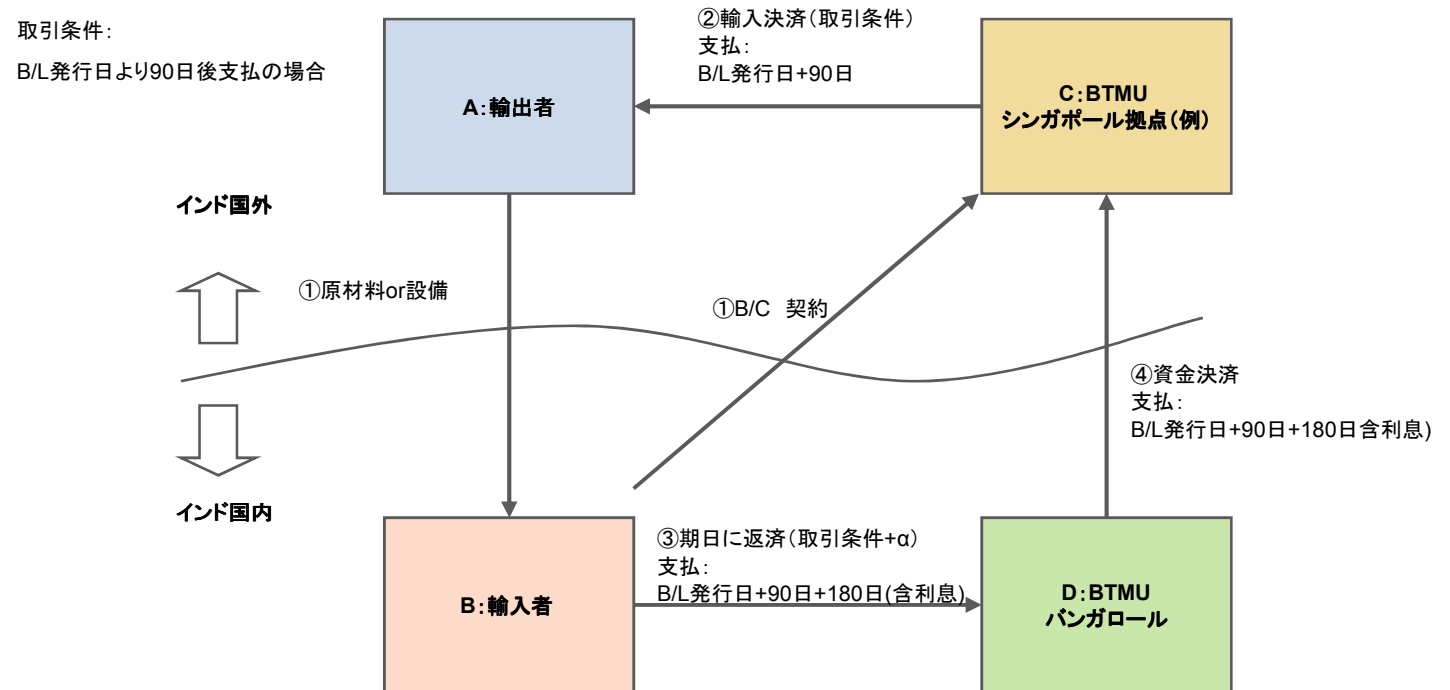 取引条件：
B/L発行日より90日後支払の場合
②輸入決済（取引条件）
支払：
B/L発行日+90日
A：輸出者
C：BTMU
シンガポール拠点（例）
インド国外
①原材料or設備
①B/C　契約
④資金決済
支払：
B/L発行日+90日+180日含利息)
インド国内
③期日に返済（取引条件+α）
支払：
B/L発行日+90日+180日(含利息)
B：輸入者
D：BTMU
バンガロール